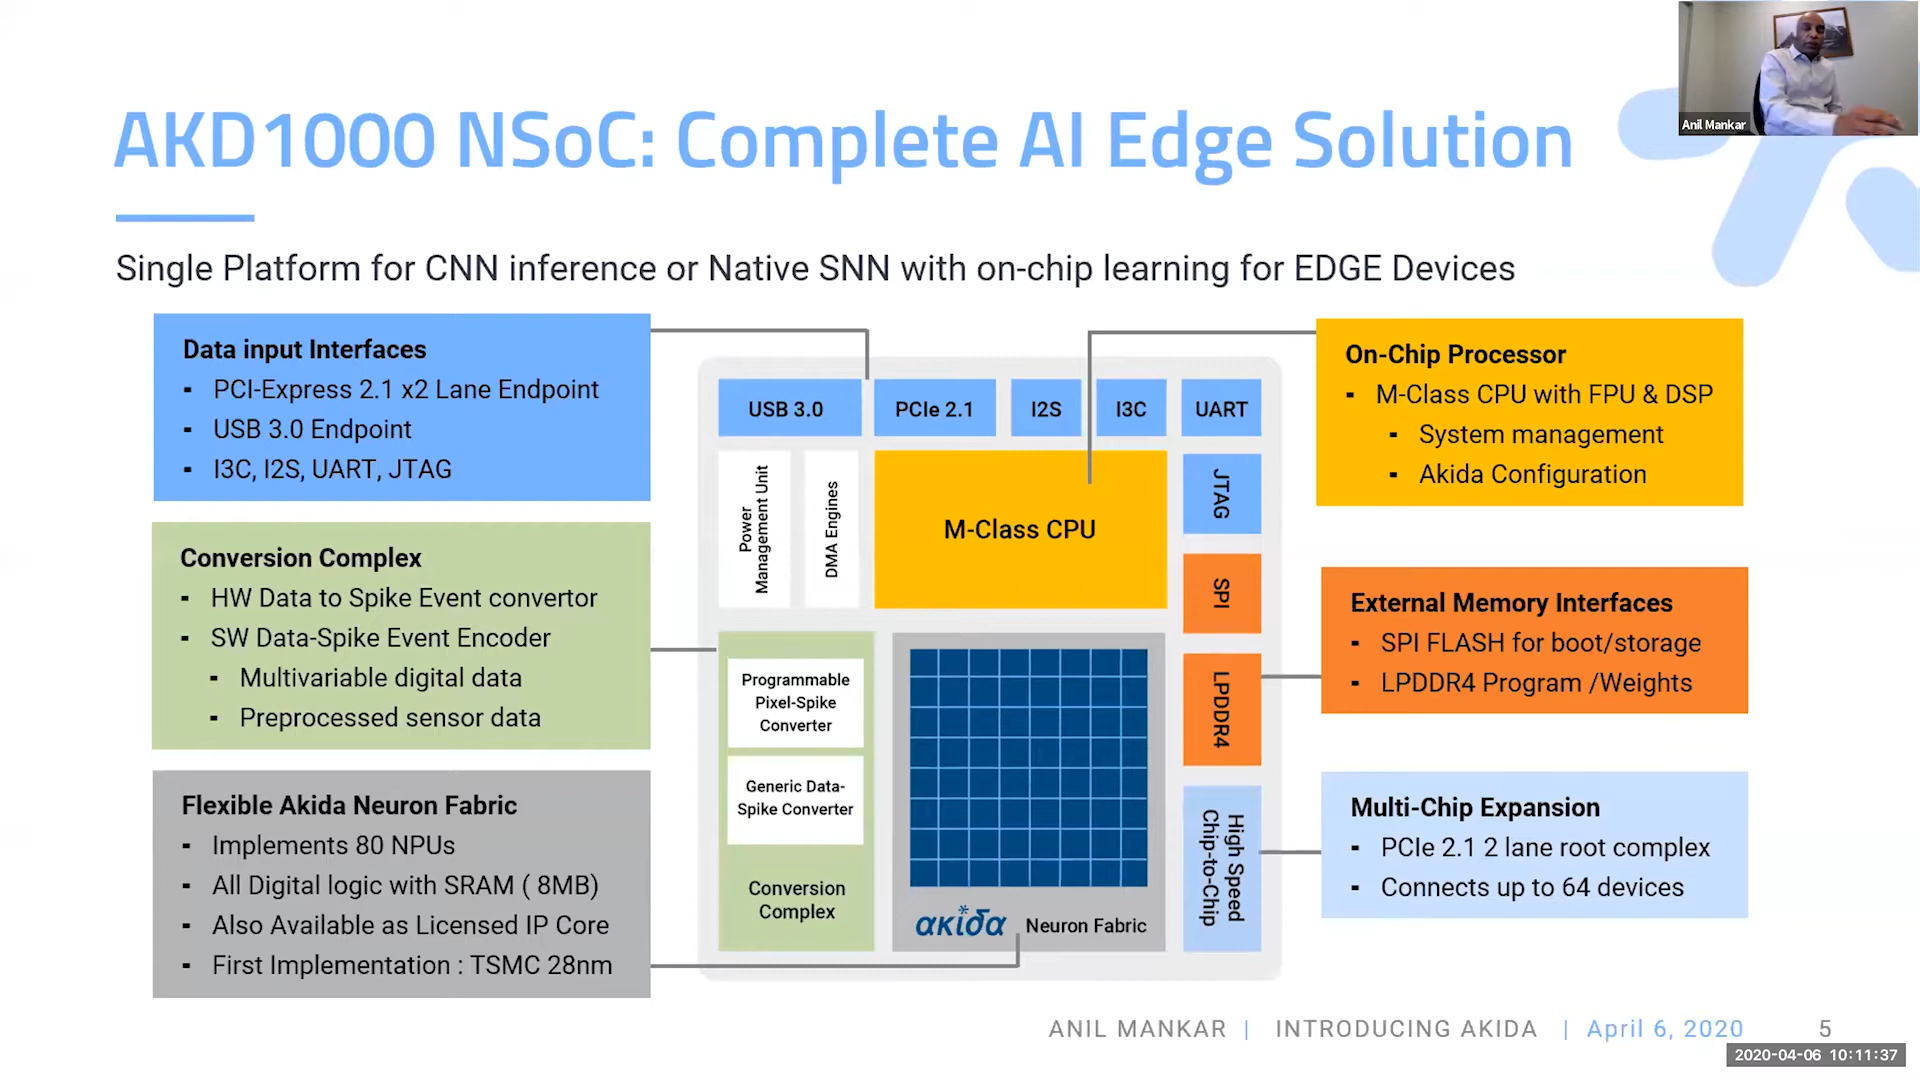 Anil Mankar
AKD1000 NSoC: Complete AI Edge Solution
Single Platform for CNN inference or Native SNN with on-chip learning for EDGE Devices
Data input Interfaces
▪ PCI-Express 2.1 x2 Lane Endpoint
▪ USB 3.0 Endpoint
▪ I3C, I2S, UART, JTAG
Conversion Complex
▪ HW Data to Spike Event convertor
▪ SW Data-Spike Event Encoder
▪ Multivariable digital data
▪ Preprocessed sensor data
Flexible Akida Neuron Fabric
▪ Implements 80 NPUs
▪ All Digital logic with SRAM ( 8MB)
▪ Also Available as Licensed IP Core
▪ First Implementation : TSMC 28nm
USB 3.0
PCIe 2.1
I2S
I3C
UART
Power
Management Unit
DMA Engines
M-Class CPU
JTAG
SPI
LPDDR4
High Speed
Chip-to-Chip
Programmable
Pixel-Spike
Converter
Generic Data-
Spike Converter
Conversion
Complex
akida Neuron Fabric
On-Chip Processor
▪ M-Class CPU with FPU & DSP
▪ System management
▪ Akida Configuration
External Memory Interfaces
▪ SPI FLASH for boot/storage
▪ LPDDR4 Program /Weights
Multi-Chip Expansion
▪ PCIe 2.1 2 lane root complex
▪ Connects up to 64 devices
ANIL MANKAR | INTRODUCING AKIDA | April 6, 2020 5
2020-04-06 10:11:37